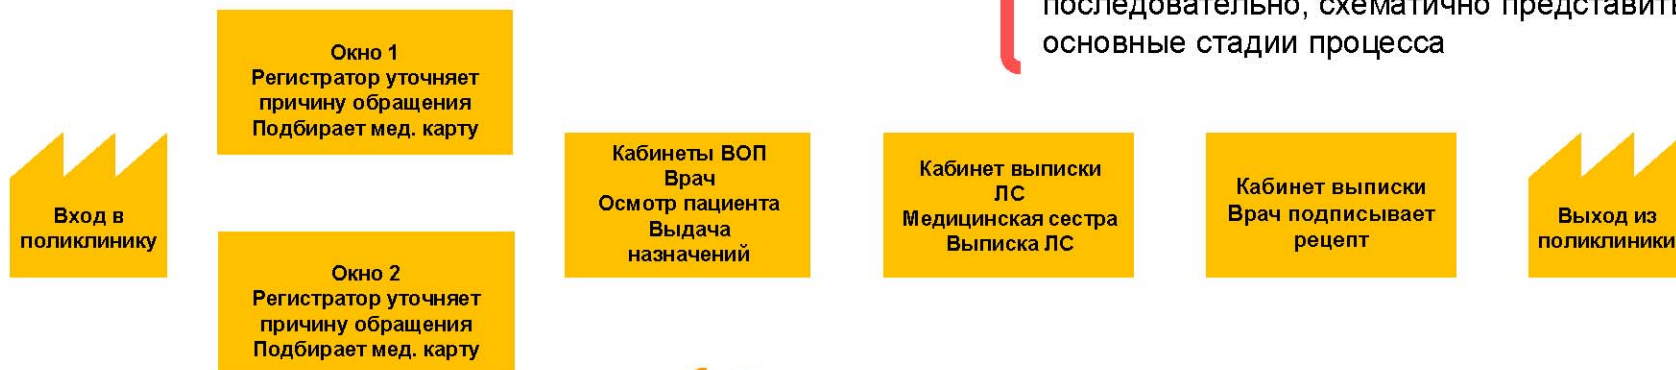 последовательно, схематично представить
основные стадии процесса
Окно 1
Регистратор уточняет
причину обращения
Подбирает мед. карту
Вход в
поликлинику
Окно 2
Регистратор уточняет
причину обращения
Подбирает мед. карту
Кабинеты ВОП
Врач
Осмотр пациента
Выдача
назначений
Кабинет выписки
ЛС
Медицинская сестра
Выписка ЛС
Кабинет выписки
Врач подписывает
рецепт
Выход из
поликлиники